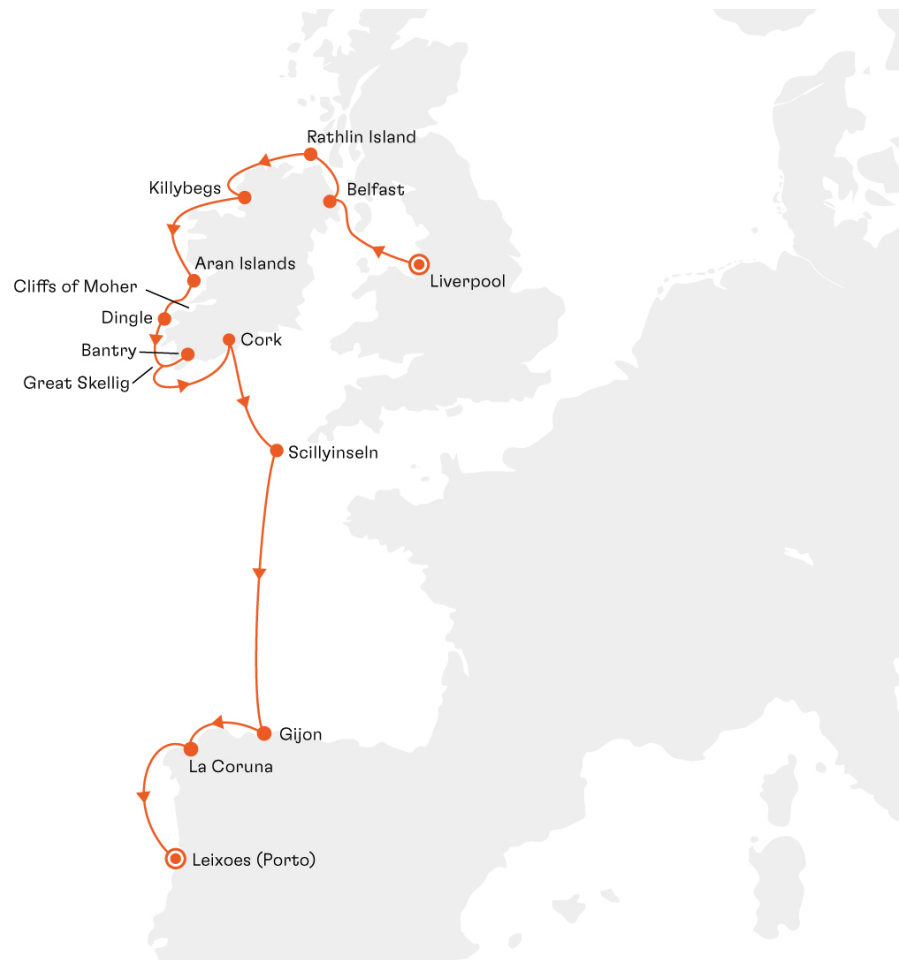 Rathlin Island
Killybegs
Belfast
Aran Islands
Liverpool
Cliffs of Moher
Dingle
Cork
Bantry
Great Skellig
Scillyinseln
Gijon
La Coruna
Leixoes (Porto)